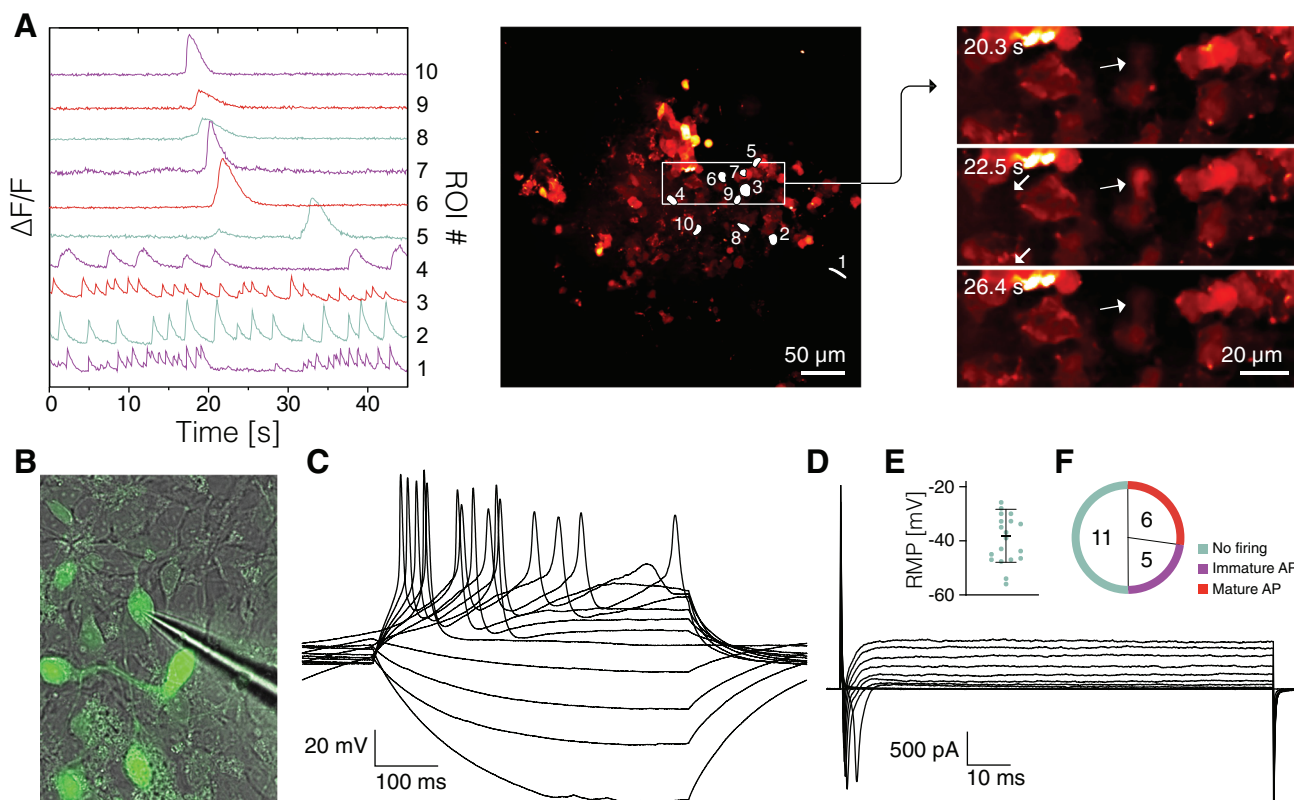 A
ΔF/F
10
9
8
7
6
5
4
3
2
1
ROI #
0 10 20 30 40
Time [s]
5
7
6
3
4
9
10
8
2
1
50 µm
20.3 s
22.5 s
26.4 s
20 µm
B
C
20 mV
100 ms
D
500 pA
10 ms
E
RMP [mV]
-20
-40
-60
F
11
6
5
No firing
Immature AP
Mature AP